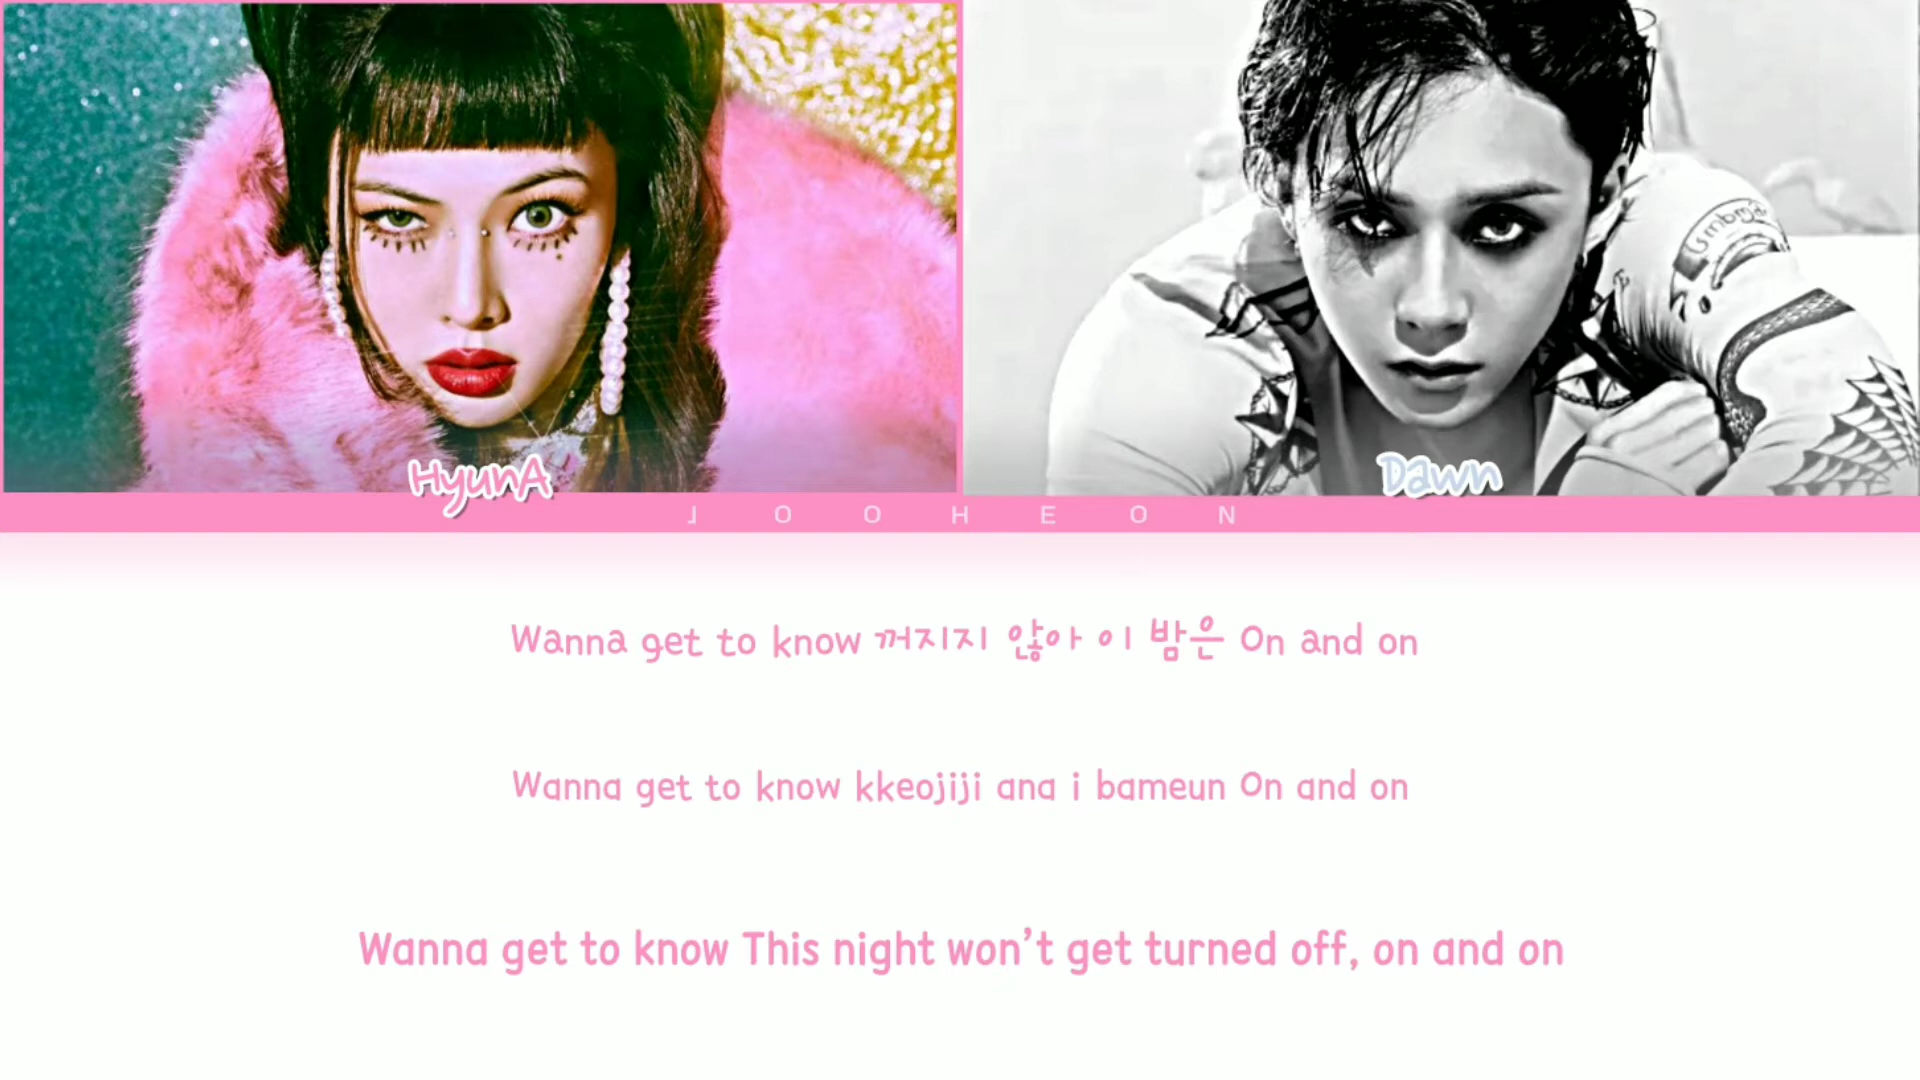 HyunA
Dawn
JOOHEON
Wanna get to know 꺼지지 않아 이 밤은 On and on
Wanna get to know kkeojiji ana i bameun On and on
Wanna get to know This night won't get turned off, on and on